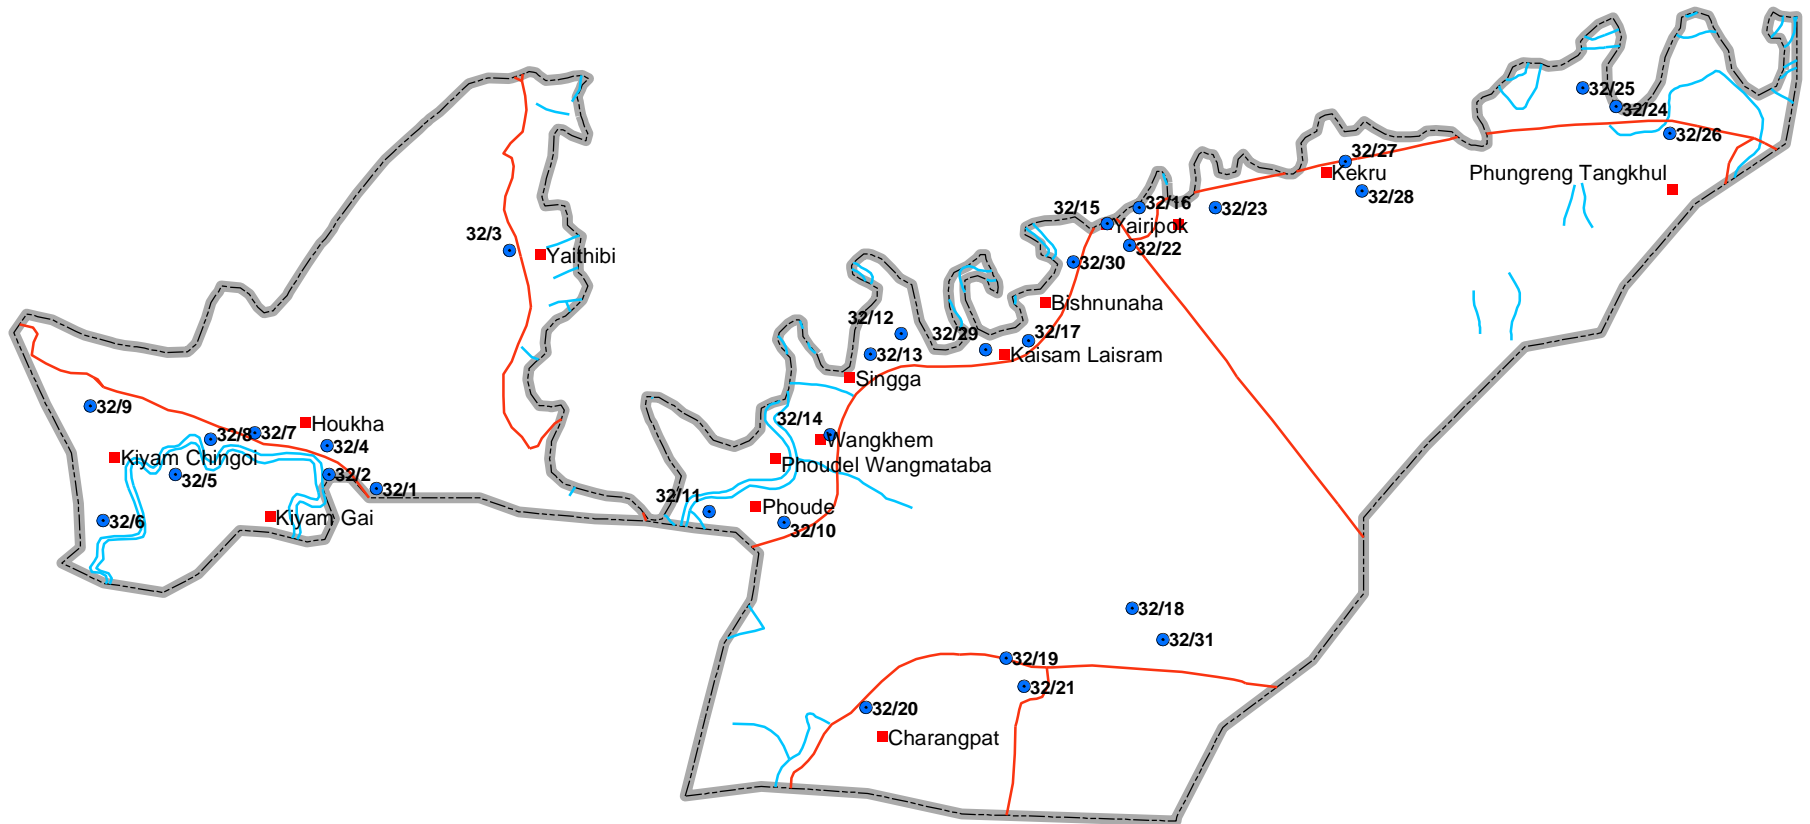 32/25
32/24
32/26
32/27
Kekru
Phungreng Tangkhul
32/28
32/15
32/16
32/23
Yairipok
32/3
32/22
Yaithibi
32/30
Bishnunaha
32/12
32/29
32/17
32/13
Kaisam Laisram
Singga
32/9
32/14
Houkha
32/8
32/7
32/4
Wangkhem
Kiyam Chingoi
Phoudel Wangmataba
32/5
32/2
32/1
32/11
Phoude
32/6
Kiyam Gai
32/10
32/18
32/31
32/19
32/21
32/20
Charangpat